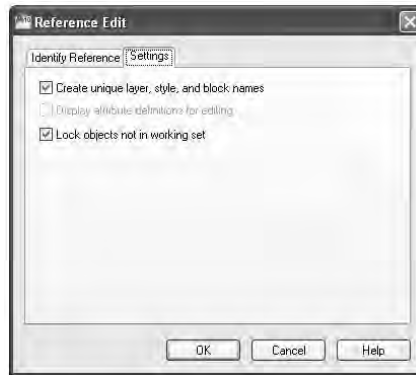 Reference Edit
Identify Reference Settings
Create unique layer, style, and block names
Display attribute definitions for editing
Lock objects not in working set
OK Cancel Help